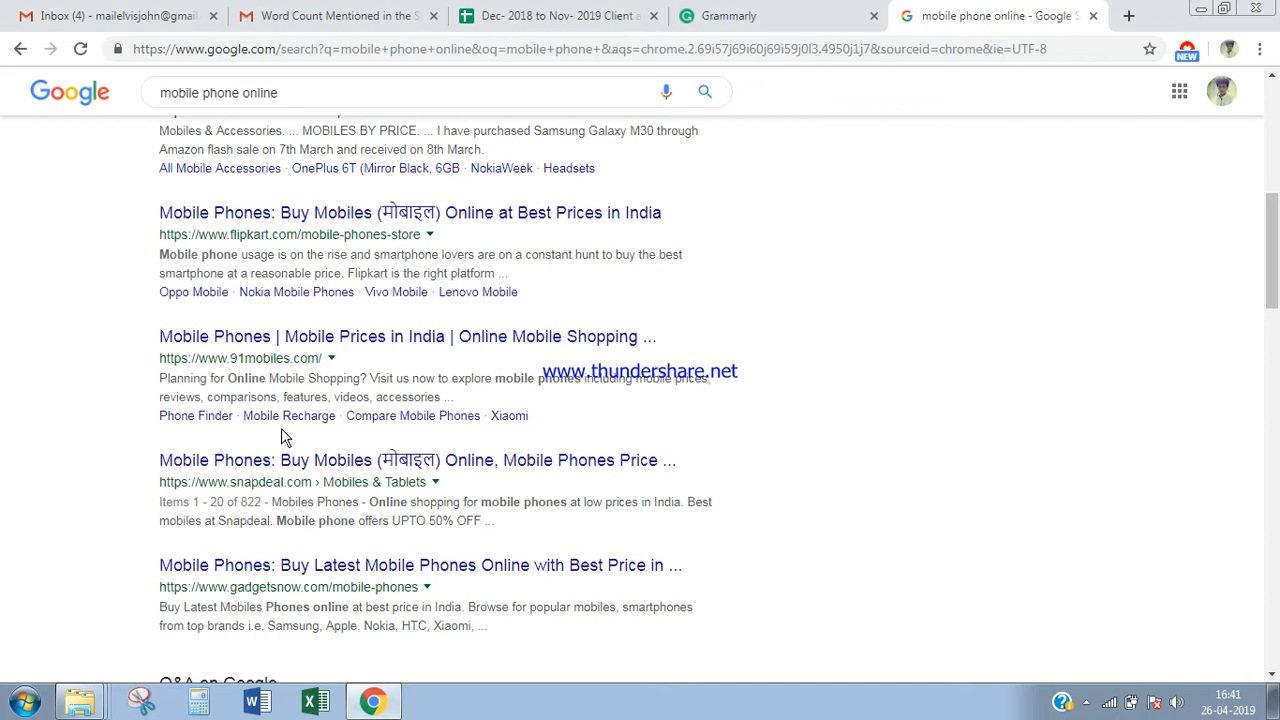 Inbox (4) - mailelvisjohn@gmail.
Word Count Mentioned in the S
Dec- 2018 to Nov- 2019 Client e
Grammarly
mobile phone online - Google S
https://www.google.com/search?q=mobile+phone+online&oq=mobile+phone+&aqs=chrome.2.69i57j69i60j69i59j0l3.4950j1j7&sourceid=chrome&ie=UTF-8
NEW
Google
mobile phone online
Mobiles & Accessories. ... MOBILES BY PRICE. ... I have purchased Samsung Galaxy M30 through
Amazon flash sale on 7th March and received on 8th March.
All Mobile Accessories · OnePlus 6T (Mirror Black, 6GB · NokiaWeek · Headsets
Mobile Phones: Buy Mobiles (मोबाइल) Online at Best Prices in India
https://www.flipkart.com/mobile-phones-store
Mobile phone usage is on the rise and smartphone lovers are on a constant hunt to buy the best
smartphone at a reasonable price. Flipkart is the right platform ...
Oppo Mobile · Nokia Mobile Phones · Vivo Mobile · Lenovo Mobile
Mobile Phones | Mobile Prices in India | Online Mobile Shopping ...
https://www.91mobiles.com/
www.thundershare.net
Planning for Online Mobile Shopping? Visit us now to explore mobile phones including mobile prices,
reviews, comparisons, features, videos, accessories ...
Phone Finder · Mobile Recharge · Compare Mobile Phones · Xiaomi
Mobile Phones: Buy Mobiles (मोबाइल) Online, Mobile Phones Price ...
https://www.snapdeal.com › Mobiles & Tablets
Items 1 - 20 of 822 - Mobiles Phones - Online shopping for mobile phones at low prices in India. Best
mobiles at Snapdeal. Mobile phone offers UPTO 50% OFF ...
Mobile Phones: Buy Latest Mobile Phones Online with Best Price in ...
https://www.gadgetsnow.com/mobile-phones
Buy Latest Mobiles Phones online at best price in India. Browse for popular mobiles, smartphones
from top brands i.e. Samsung, Apple, Nokia, HTC, Xiaomi, ...
Q&A on Google
16:41
26-04-2019